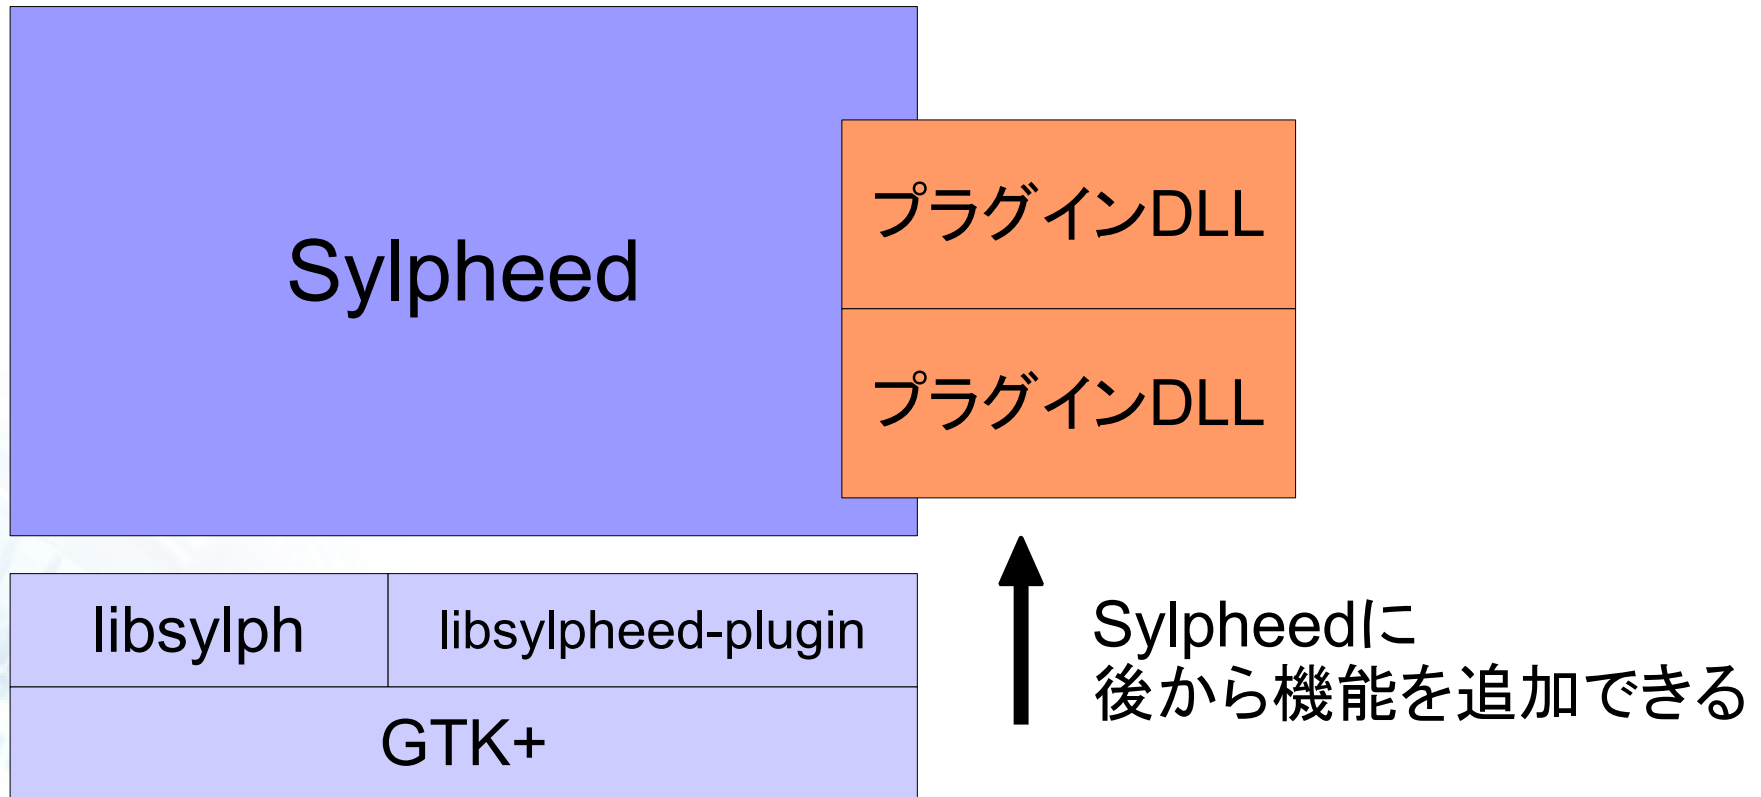 Sylpheed
プラグインDLL
プラグインDLL
libsylph
libsylpheed-plugin
GTK+
Sylpheedに
後から機能を追加できる